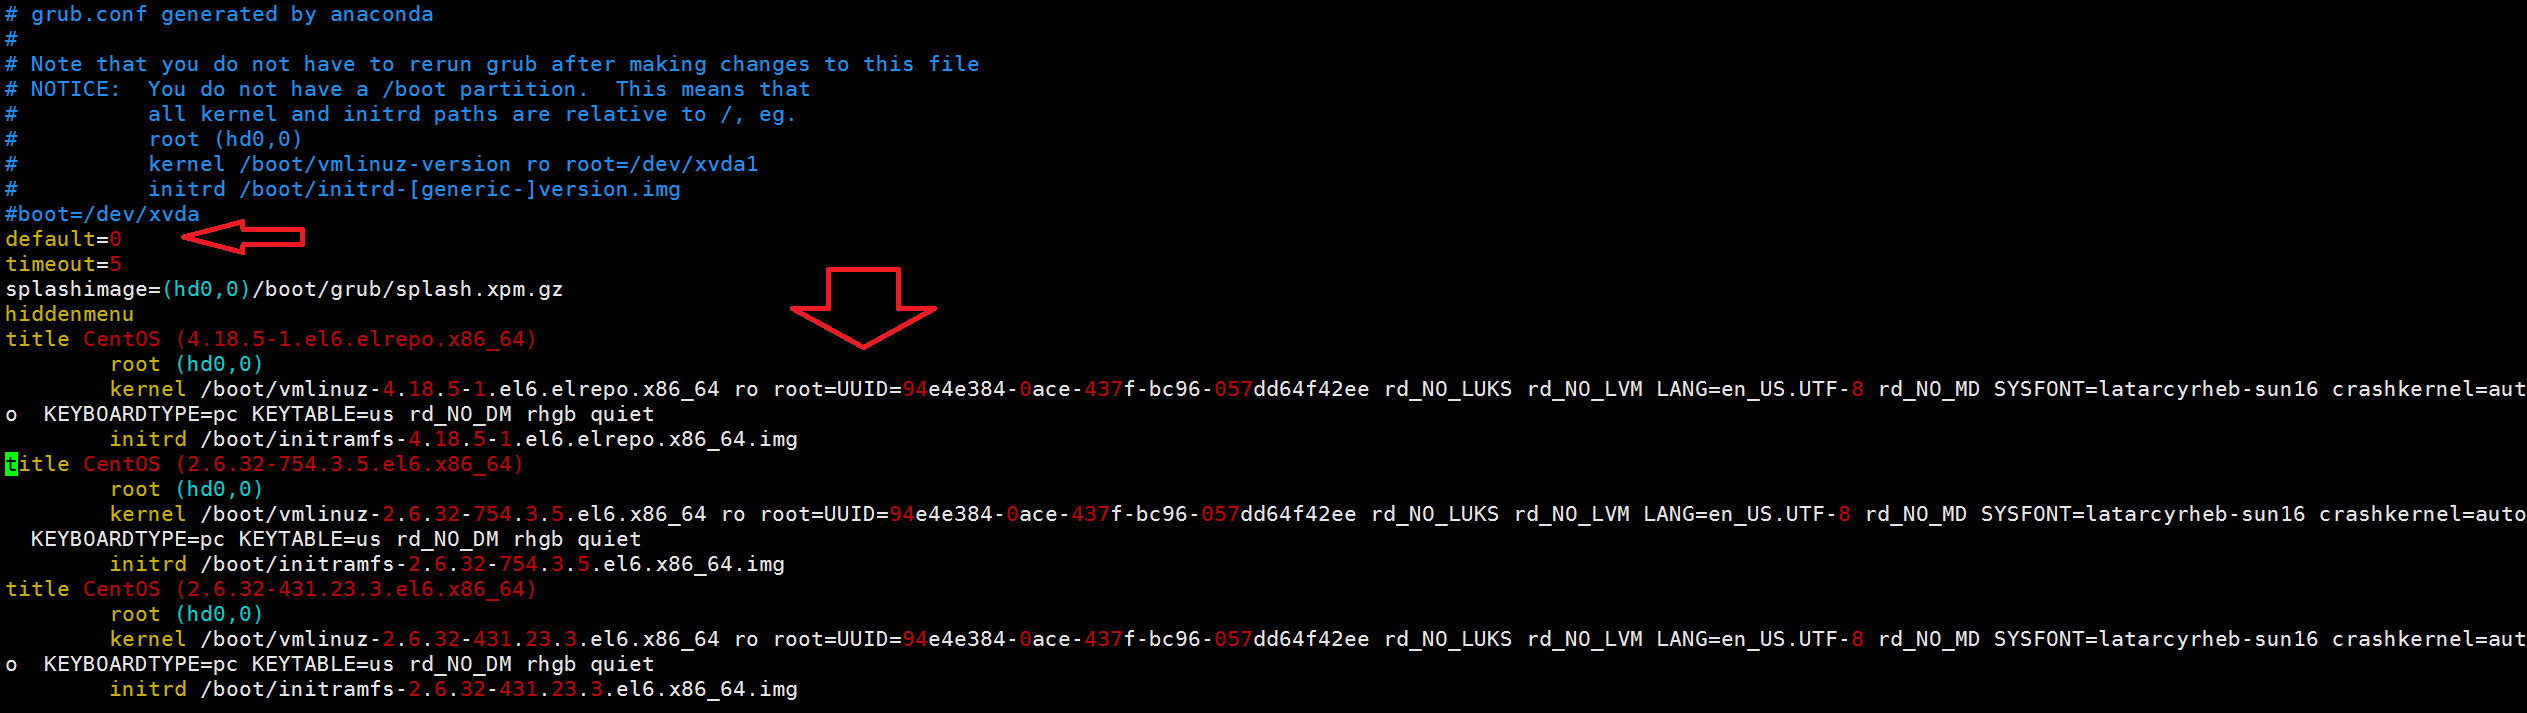 # grub.conf generated by anaconda
#
# Note that you do not have to rerun grub after making changes to this file
# NOTICE:  You do not have a /boot partition.  This means that
#          all kernel and initrd paths are relative to /, eg.
#          root (hd0,0)
#          kernel /boot/vmlinuz-version ro root=/dev/xvda1
#          initrd /boot/initrd-[generic-]version.img
#boot=/dev/xvda
default=0
timeout=5
splashimage=(hd0,0)/boot/grub/splash.xpm.gz
hiddenmenu
title CentOS (4.18.5-1.el6.elrepo.x86_64)
        root (hd0,0)
        kernel /boot/vmlinuz-4.18.5-1.el6.elrepo.x86_64 ro root=UUID=94e4e384-0ace-437f-bc96-057dd64f42ee rd_NO_LUKS rd_NO_LVM LANG=en_US.UTF-8 rd_NO_MD SYSFONT=latarcyrheb-sun16 crashkernel=aut
o  KEYBOARDTYPE=pc KEYTABLE=us rd_NO_DM rhgb quiet
        initrd /boot/initramfs-4.18.5-1.el6.elrepo.x86_64.img
title CentOS (2.6.32-754.3.5.el6.x86_64)
        root (hd0,0)
        kernel /boot/vmlinuz-2.6.32-754.3.5.el6.x86_64 ro root=UUID=94e4e384-0ace-437f-bc96-057dd64f42ee rd_NO_LUKS rd_NO_LVM LANG=en_US.UTF-8 rd_NO_MD SYSFONT=latarcyrheb-sun16 crashkernel=auto
  KEYBOARDTYPE=pc KEYTABLE=us rd_NO_DM rhgb quiet
        initrd /boot/initramfs-2.6.32-754.3.5.el6.x86_64.img
title CentOS (2.6.32-431.23.3.el6.x86_64)
        root (hd0,0)
        kernel /boot/vmlinuz-2.6.32-431.23.3.el6.x86_64 ro root=UUID=94e4e384-0ace-437f-bc96-057dd64f42ee rd_NO_LUKS rd_NO_LVM LANG=en_US.UTF-8 rd_NO_MD SYSFONT=latarcyrheb-sun16 crashkernel=aut
o  KEYBOARDTYPE=pc KEYTABLE=us rd_NO_DM rhgb quiet
        initrd /boot/initramfs-2.6.32-431.23.3.el6.x86_64.img